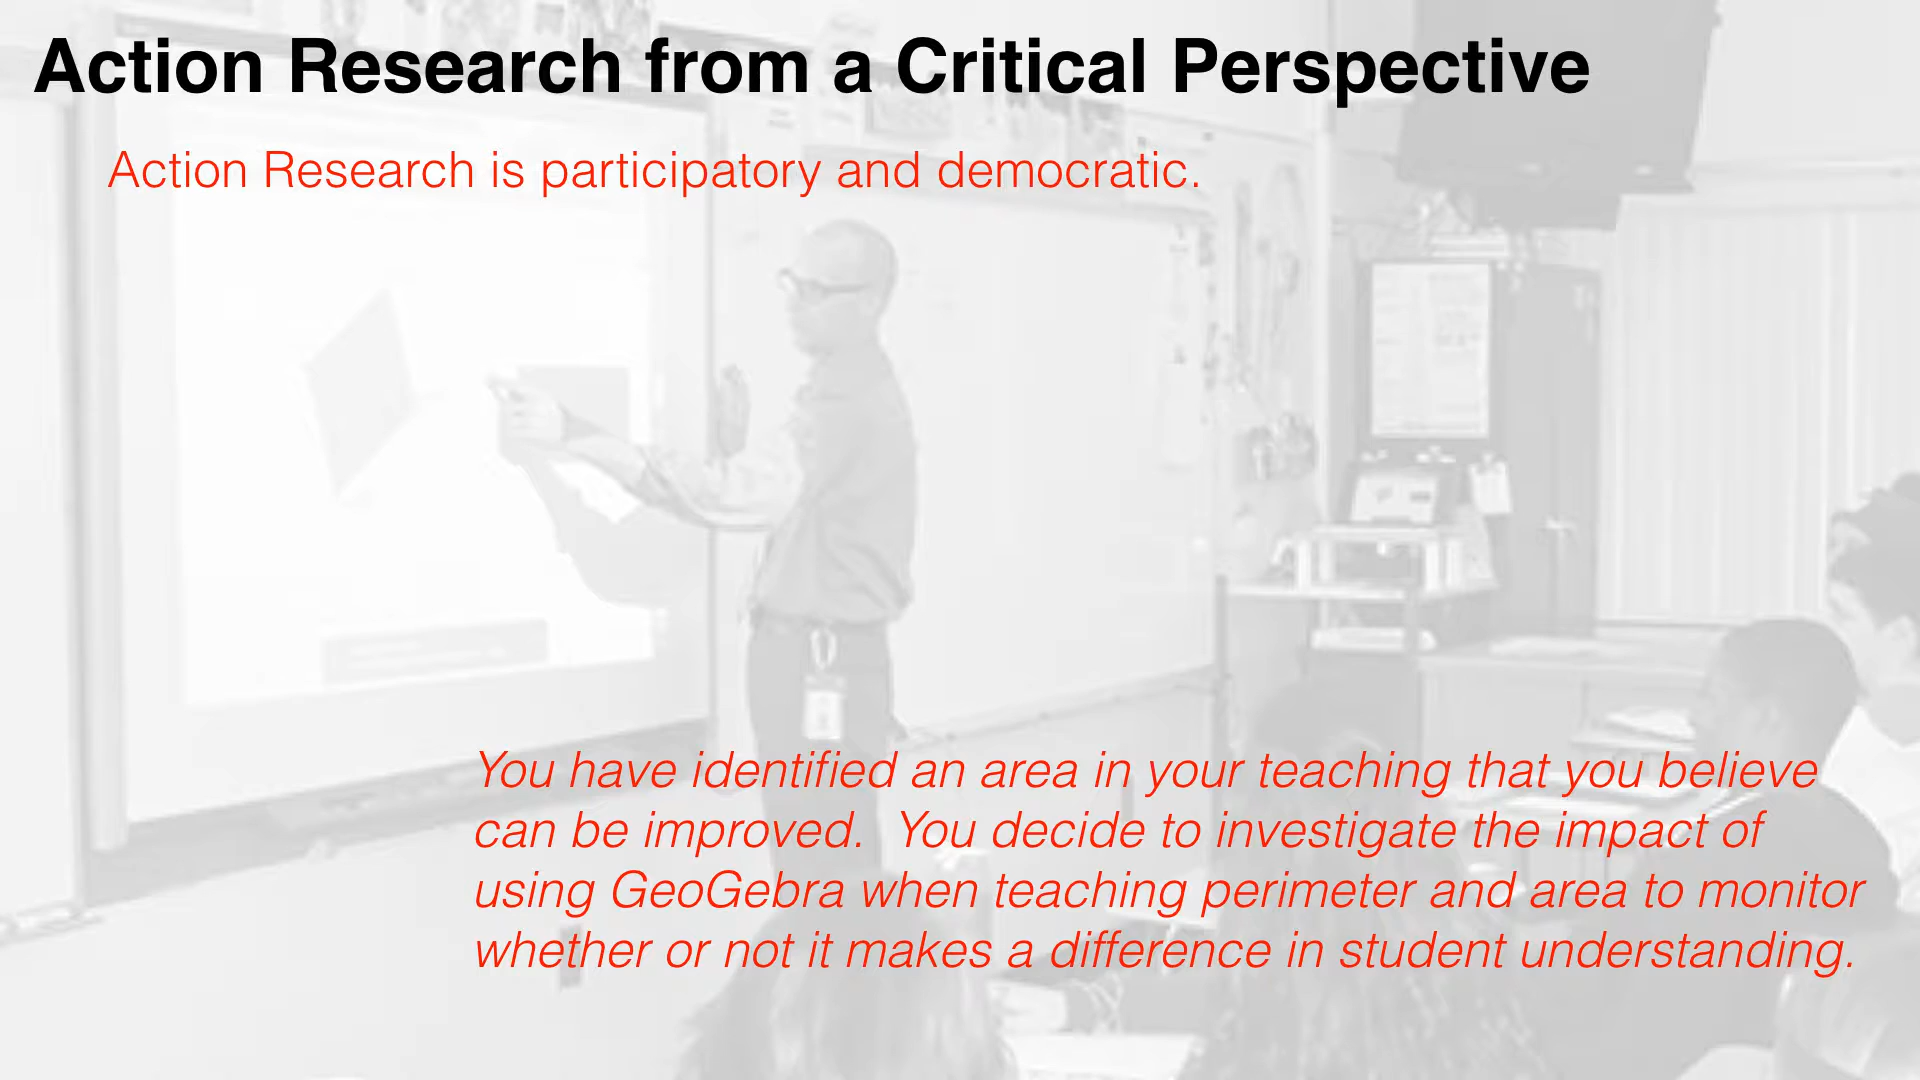 Action Research from a Critical Perspective
Action Research is participatory and democratic.
You have identified an area in your teaching that you believe
can be improved.  You decide to investigate the impact of
using GeoGebra when teaching perimeter and area to monitor
whether or not it makes a difference in student understanding.